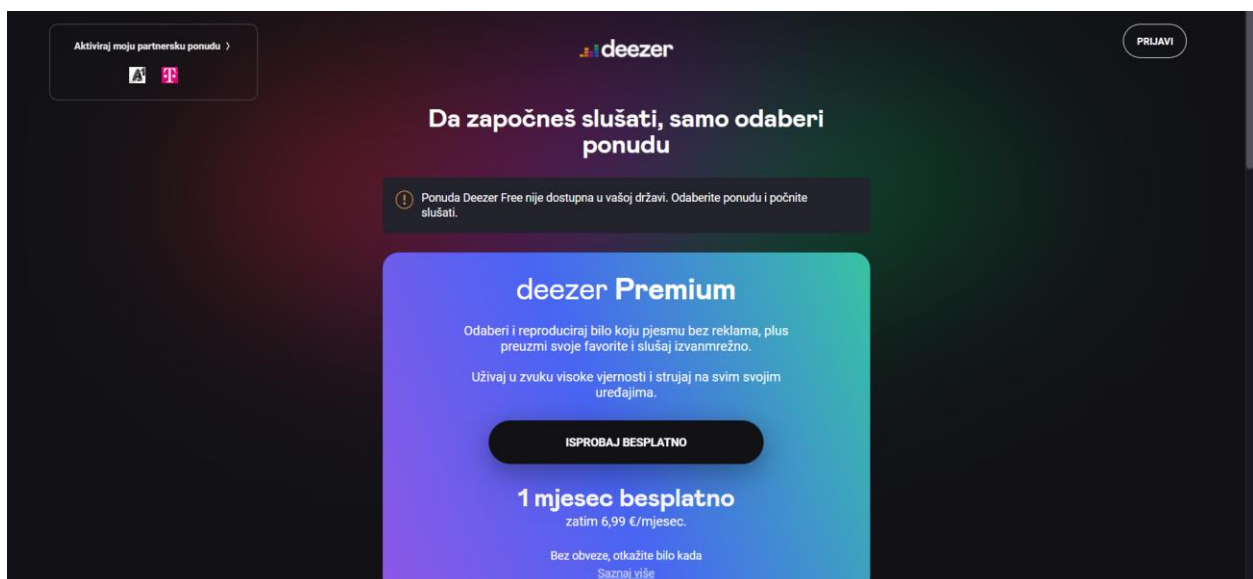 Aktiviraj moju partnersku ponudu 〉
A1 T
deezer
PRIJAVI
Da započneš slušati, samo odaberi
ponudu
Ponuda Deezer Free nije dostupna u vašoj državi. Odaberite ponudu i počnite
slušati.
deezer Premium
Odaberi i reproduciraj bilo koju pjesmu bez reklama, plus
preuzmi svoje favorite i slušaj izvanmrežno.
Uživaj u zvuku visoke vjernosti i strujaj na svim svojim
uređajima.
ISPROBAJ BESPLATNO
1 mjesec besplatno
zatim 6,99 €/mjesec.
Bez obveze, otkažite bilo kada
Saznaj više